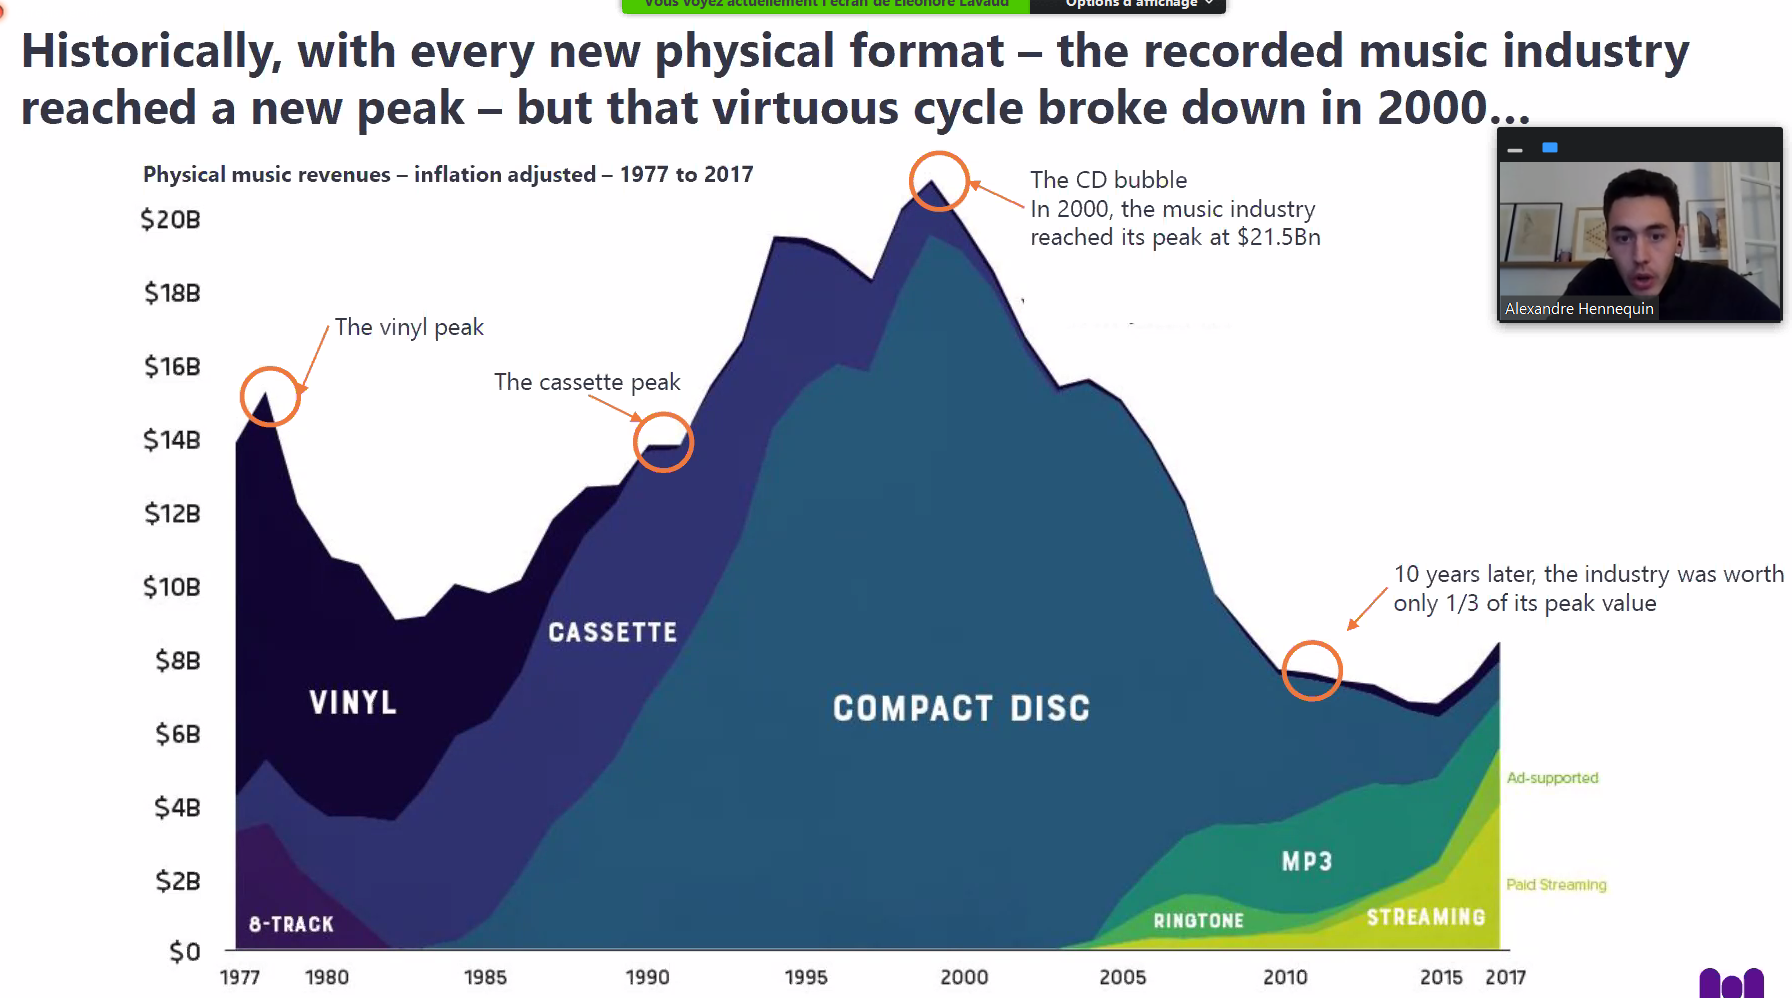 Vous voyez actuellement l'écran de Eléonore Lavaud
Options d'affichage
Historically, with every new physical format – the recorded music industry
reached a new peak – but that virtuous cycle broke down in 2000...
Physical music revenues – inflation adjusted – 1977 to 2017
The CD bubble
In 2000, the music industry
reached its peak at $21.5Bn
Alexandre Hennequin
$20B
$18B
$16B
$14B
$12B
$10B
$8B
$6B
$4B
$2B
$0
The vinyl peak
The cassette peak
10 years later, the industry was worth
only 1/3 of its peak value
CASSETTE
VINYL
COMPACT DISC
Ad-supported
MP3
Paid Streaming
8-TRACK
RINGTONE
STREAMING
1977
1980
1985
1990
1995
2000
2005
2010
2015
2017